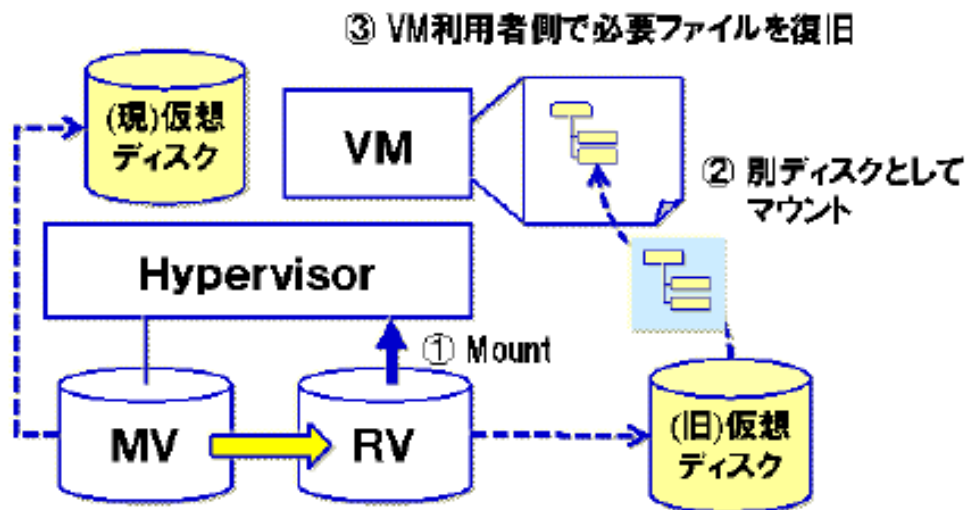 ③ VM利用者側で必要ファイルを復旧
(現)仮想
ディスク
VM
② 別ディスクとして
マウント
Hypervisor
① Mount
MV
RV
(旧)仮想
ディスク